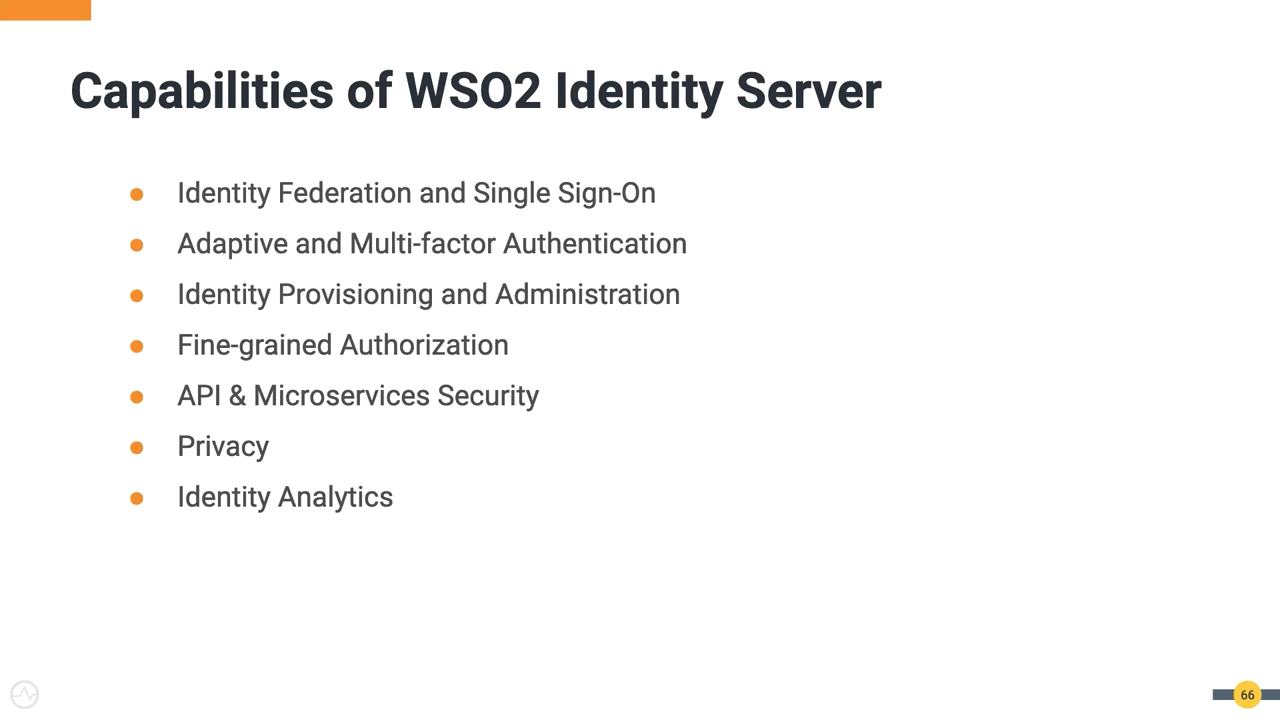 Capabilities of WSO2 Identity Server
● Identity Federation and Single Sign-On
● Adaptive and Multi-factor Authentication
● Identity Provisioning and Administration
● Fine-grained Authorization
● API & Microservices Security
● Privacy
● Identity Analytics
66